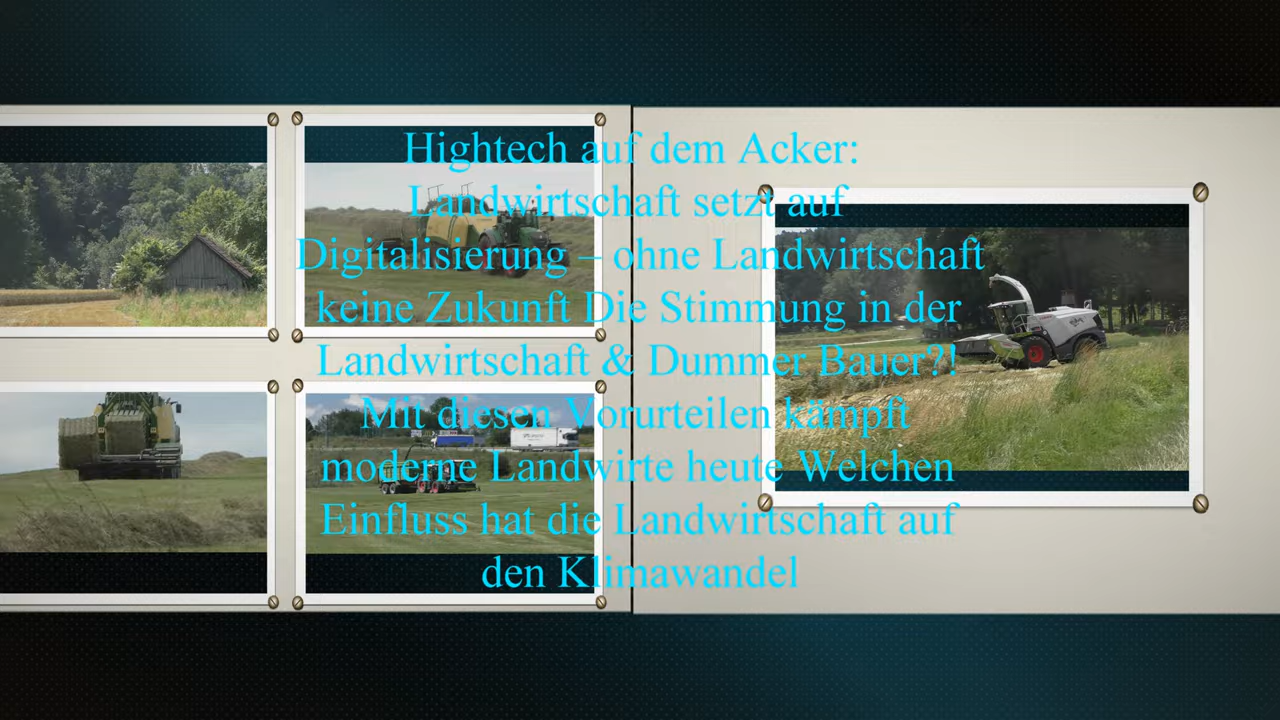 Hightech auf dem Acker:
Landwirtschaft setzt auf
Digitalisierung – ohne Landwirtschaft
keine Zukunft Die Stimmung in der
Landwirtschaft & Dummer Bauer?!
Mit diesen Vorurteilen kämpft
moderne Landwirte heute Welchen
Einfluss hat die Landwirtschaft auf
den Klimawandel